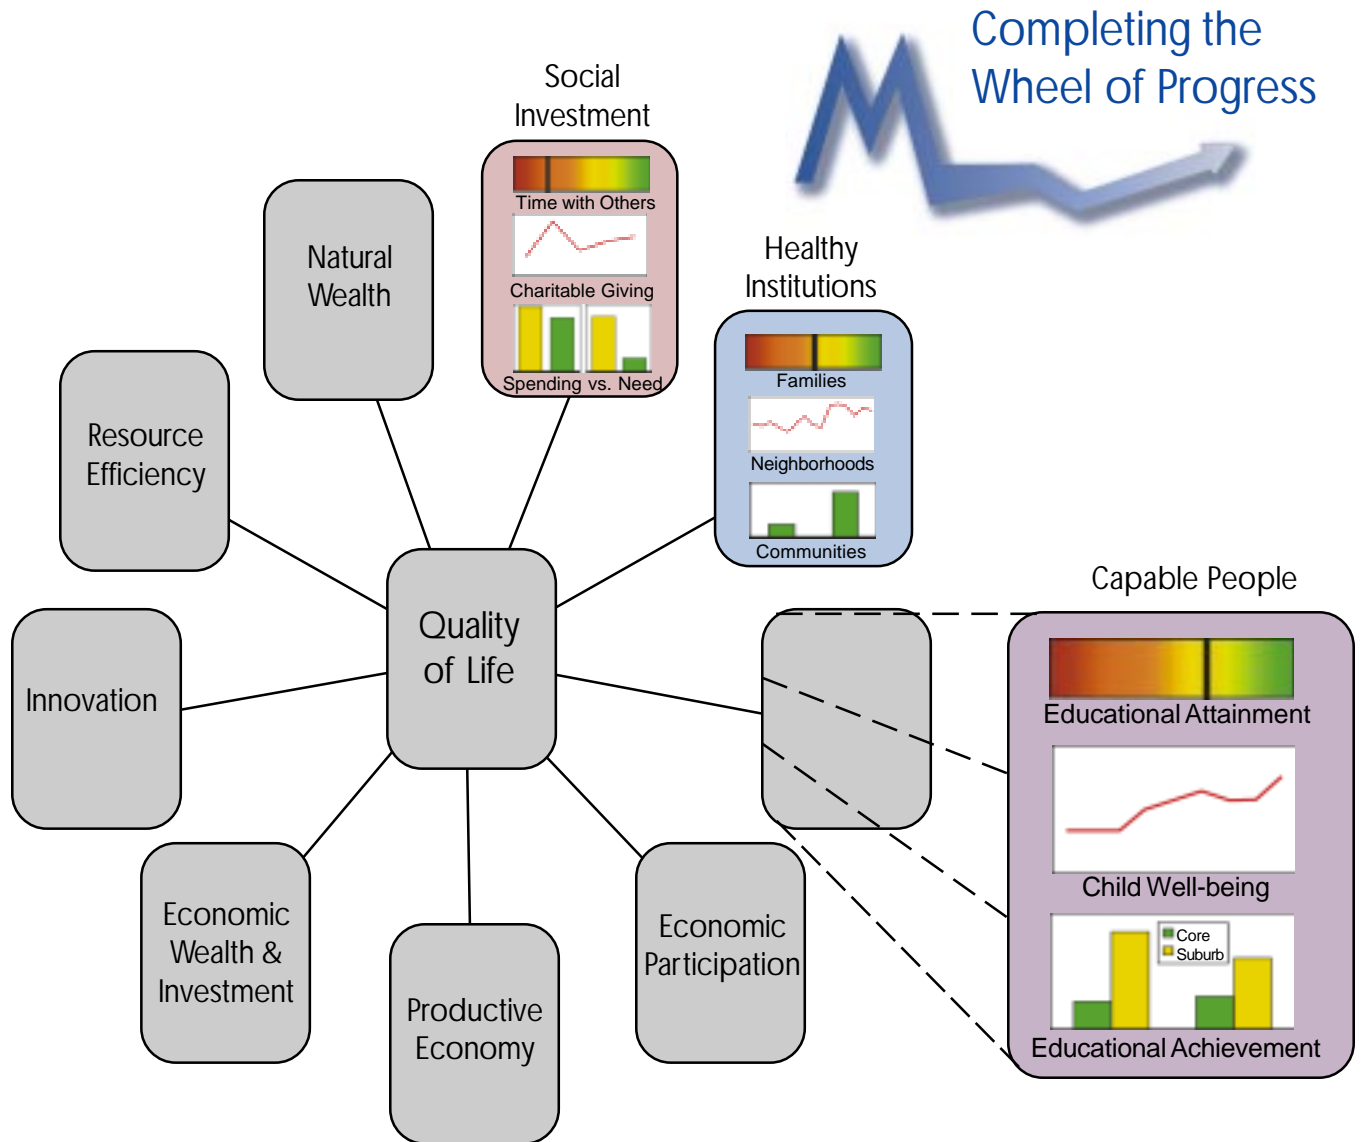 Completing the
Wheel of Progress
Social
Investment
Time with Others
Charitable Giving
Spending vs. Need
Natural
Wealth
Healthy
Institutions
Families
Neighborhoods
Communities
Resource
Efficiency
Quality
of Life
Capable People
Educational Attainment
Child Well-being
Core
Suburb
Educational Achievement
Innovation
Economic
Wealth &
Investment
Productive
Economy
Economic
Participation